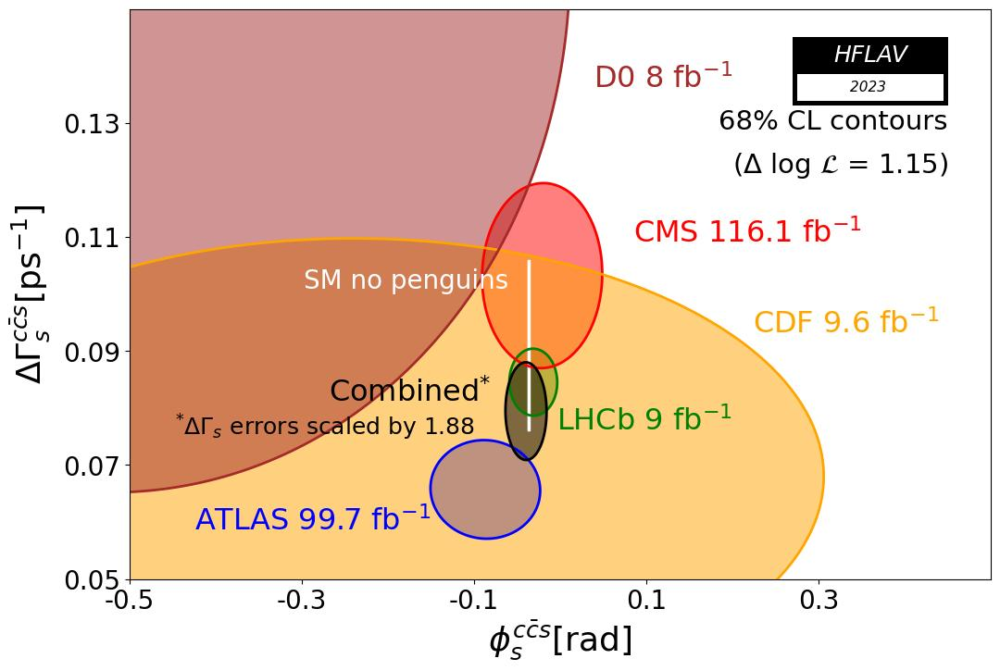 HFLAV
2023
D0 8 fb⁻¹
68% CL contours
(Δ log ℒ = 1.15)
CMS 116.1 fb⁻¹
SM no penguins
CDF 9.6 fb⁻¹
Combined*
*ΔΓₛ errors scaled by 1.88
LHCb 9 fb⁻¹
ATLAS 99.7 fb⁻¹
ΔΓ_s^{cc̄s}[ps⁻¹]
0.13
0.11
0.09
0.07
0.05
-0.5 -0.3 -0.1 0.1 0.3
ϕ_s^{cc̄s}[rad]